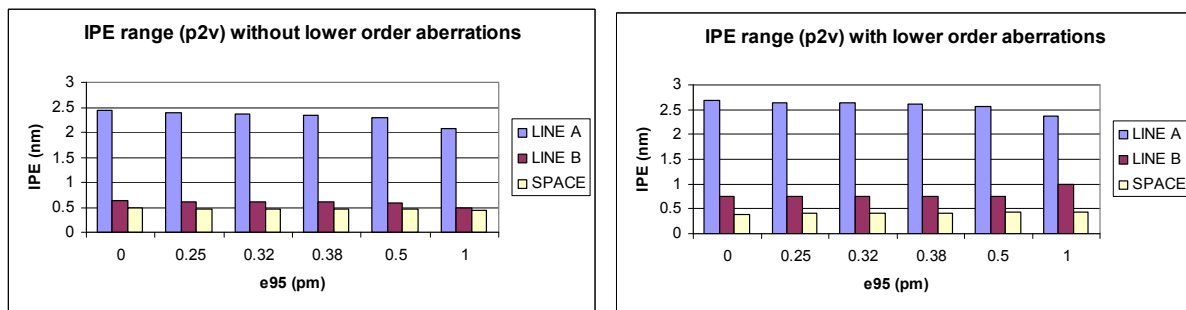 IPE range (p2v) without lower order aberrations
3
2.5
2
1.5
1
0.5
0
IPE (nm)
0 0.25 0.32 0.38 0.5 1
e95 (pm)
LINE A
LINE B
SPACE
IPE range (p2v) with lower order aberrations
3
2.5
2
1.5
1
0.5
0
IPE (nm)
0 0.25 0.32 0.38 0.5 1
e95 (pm)
LINE A
LINE B
SPACE